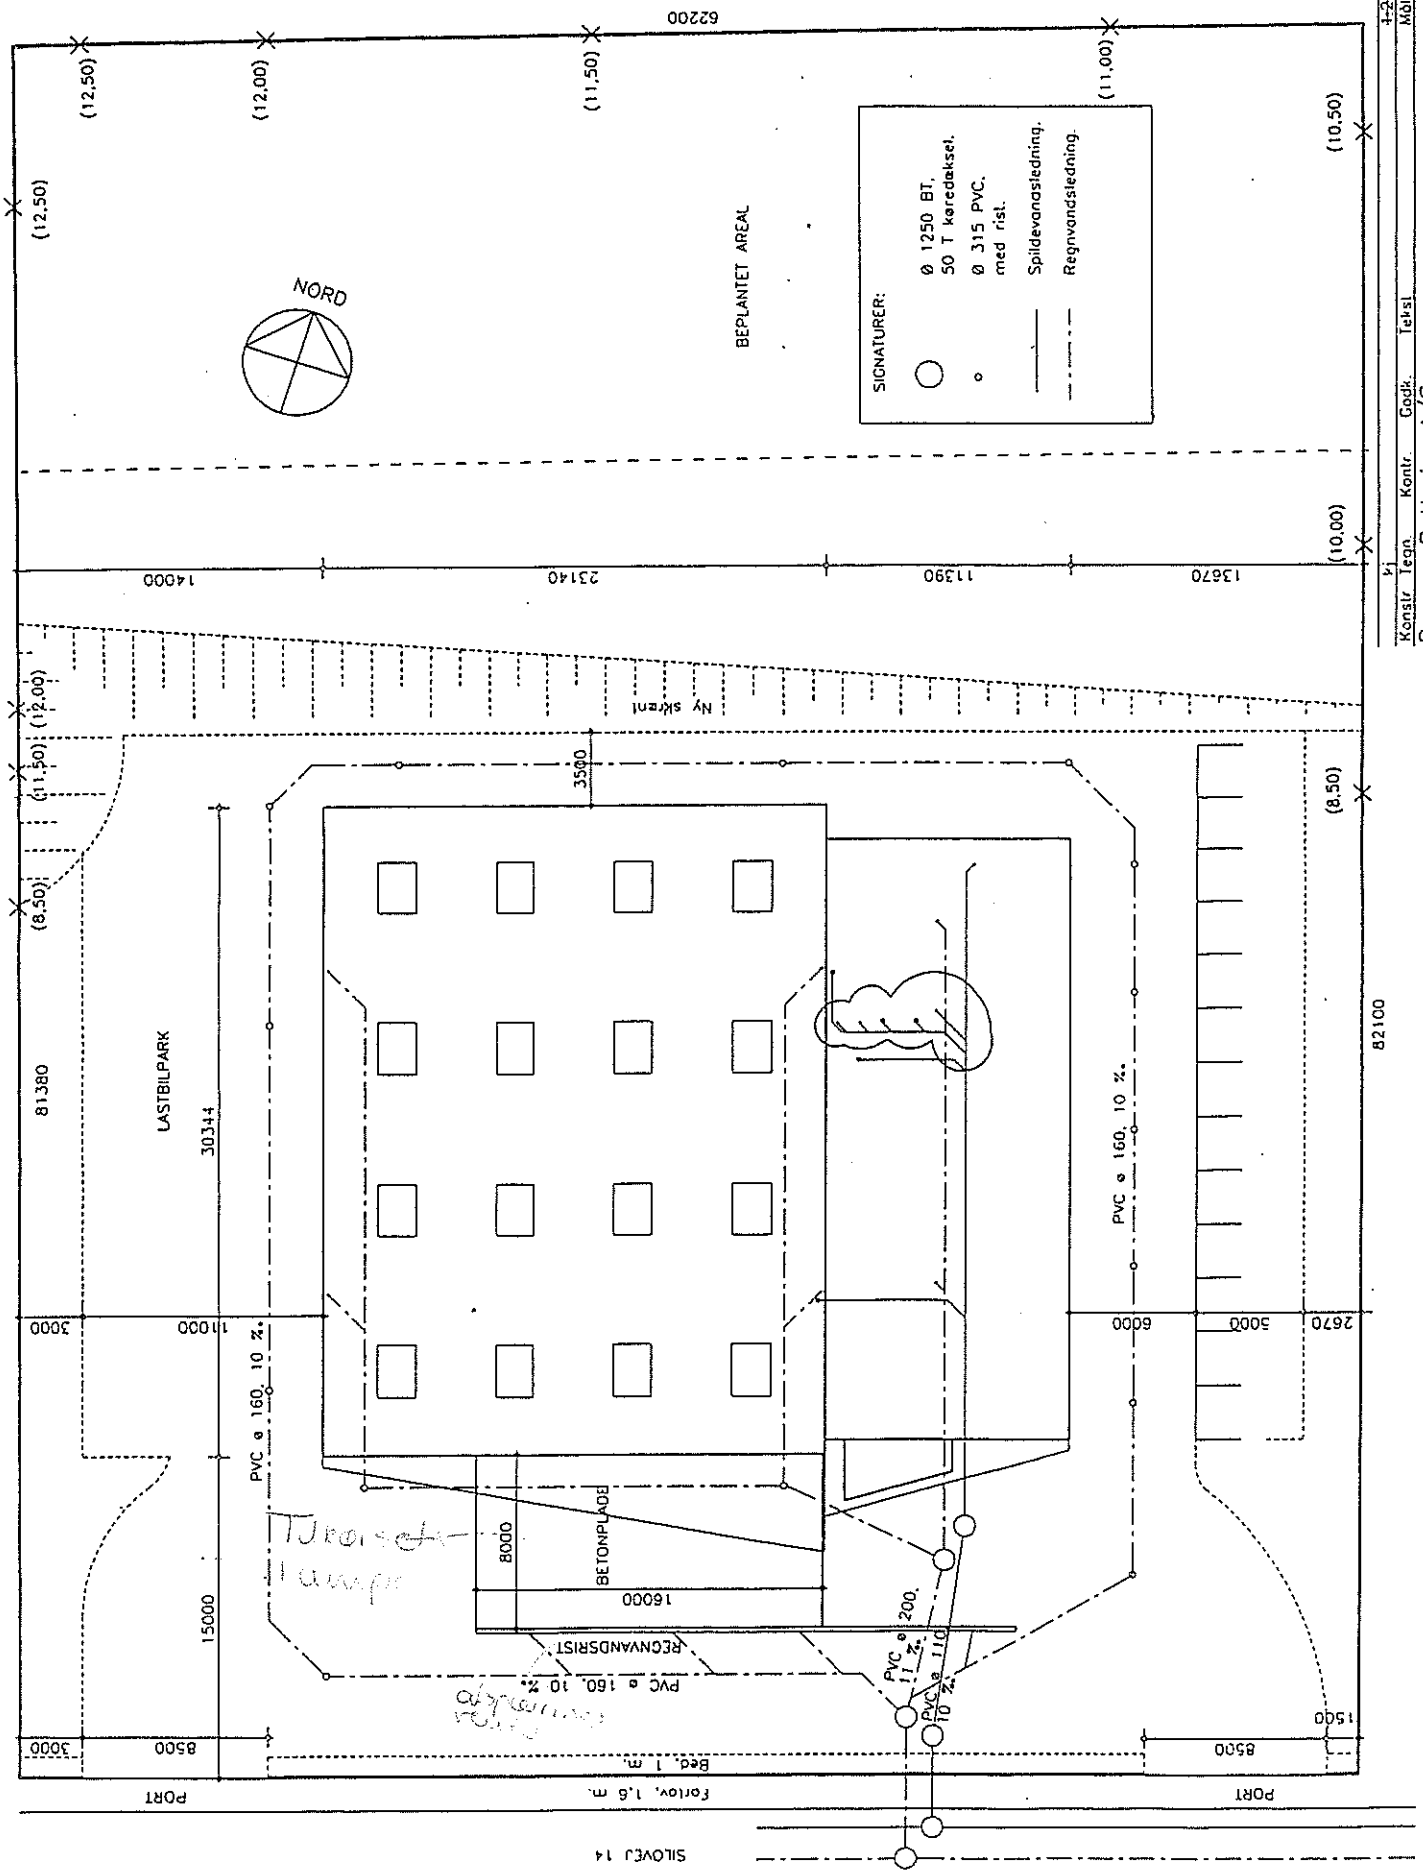 62200
(12,50)
(12,00)
(11,50)
(11,00)
(12,50)
(10,50)
NORD
BEPLANTET AREAL
SIGNATURER:
Ø 1250 BT,
50 T køredæksel.
Ø 315 PVC.
med rist.
Spildevandsledning.
Regnvandsledning.
14000
23140
11390
13670
(10,00)
(12,00)
(11,50)
(8,50)
Ny skrænt
3500
(8,50)
81380
LASTBILPARK
30344
82100
PVC ø 160, 10 ‰
3000
11000
PVC ø 160, 10 ‰
6000
5000
2670
15000
8000
BETONPLADE
16000
REGNVANDSRIST
PVC ø 160, 10 ‰
PVC ø 200,
11 ‰
PVC ø 110
10 ‰
3000
8500
Bed, 1 m.
8500
1500
PORT
Fortov, 1,6 m.
PORT
SILOVEJ 14
Konstr. Tegn. Kontr. Godk. Tekst
Mål